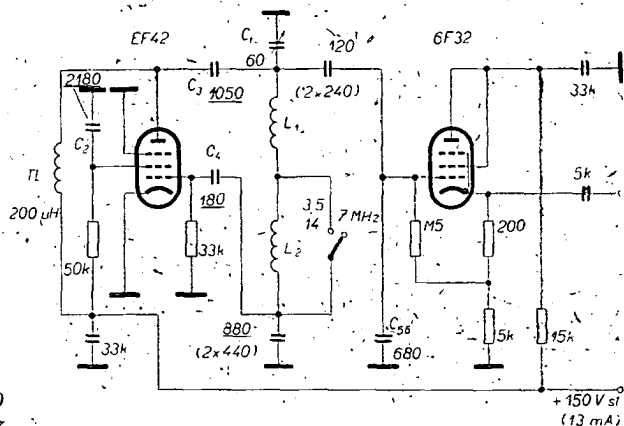 EF42
C₁
60
120
(2×240)
6F32
2180
C₂
C₃ 1050
33k
C₄
180
L₁
5k
TL
200 µH
50k
33k
3,5
14
7 MHz
L₂
M5
200
880
(2×440)
C₅₆
680
5k
15k
33k
+150 V st
(13 mA)